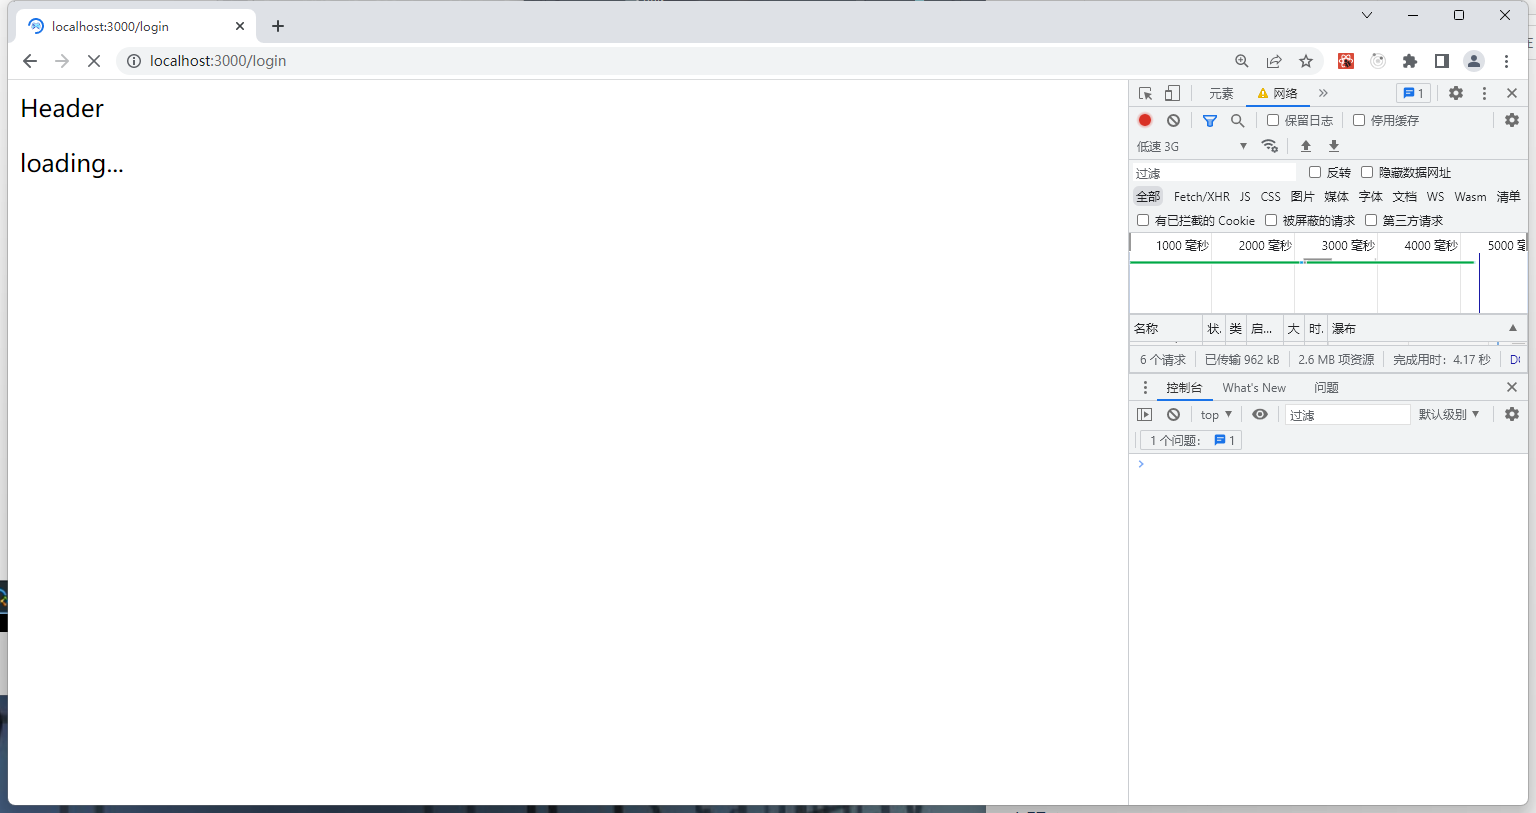 localhost:3000/login
localhost:3000/login
Header
loading...
元素 网络 1
保留日志 停用缓存
低速 3G
过滤 反转 隐藏数据网址
全部 Fetch/XHR JS CSS 图片 媒体 字体 文档 WS Wasm 清单
有已拦截的 Cookie 被屏蔽的请求 第三方请求
1000 毫秒 2000 毫秒 3000 毫秒 4000 毫秒 5000
名称 状. 类 启... 大 时. 瀑布
6 个请求 已传输 962 kB 2.6 MB 项资源 完成用时：4.17 秒
控制台 What's New 问题
top 过滤 默认级别
1 个问题： 1